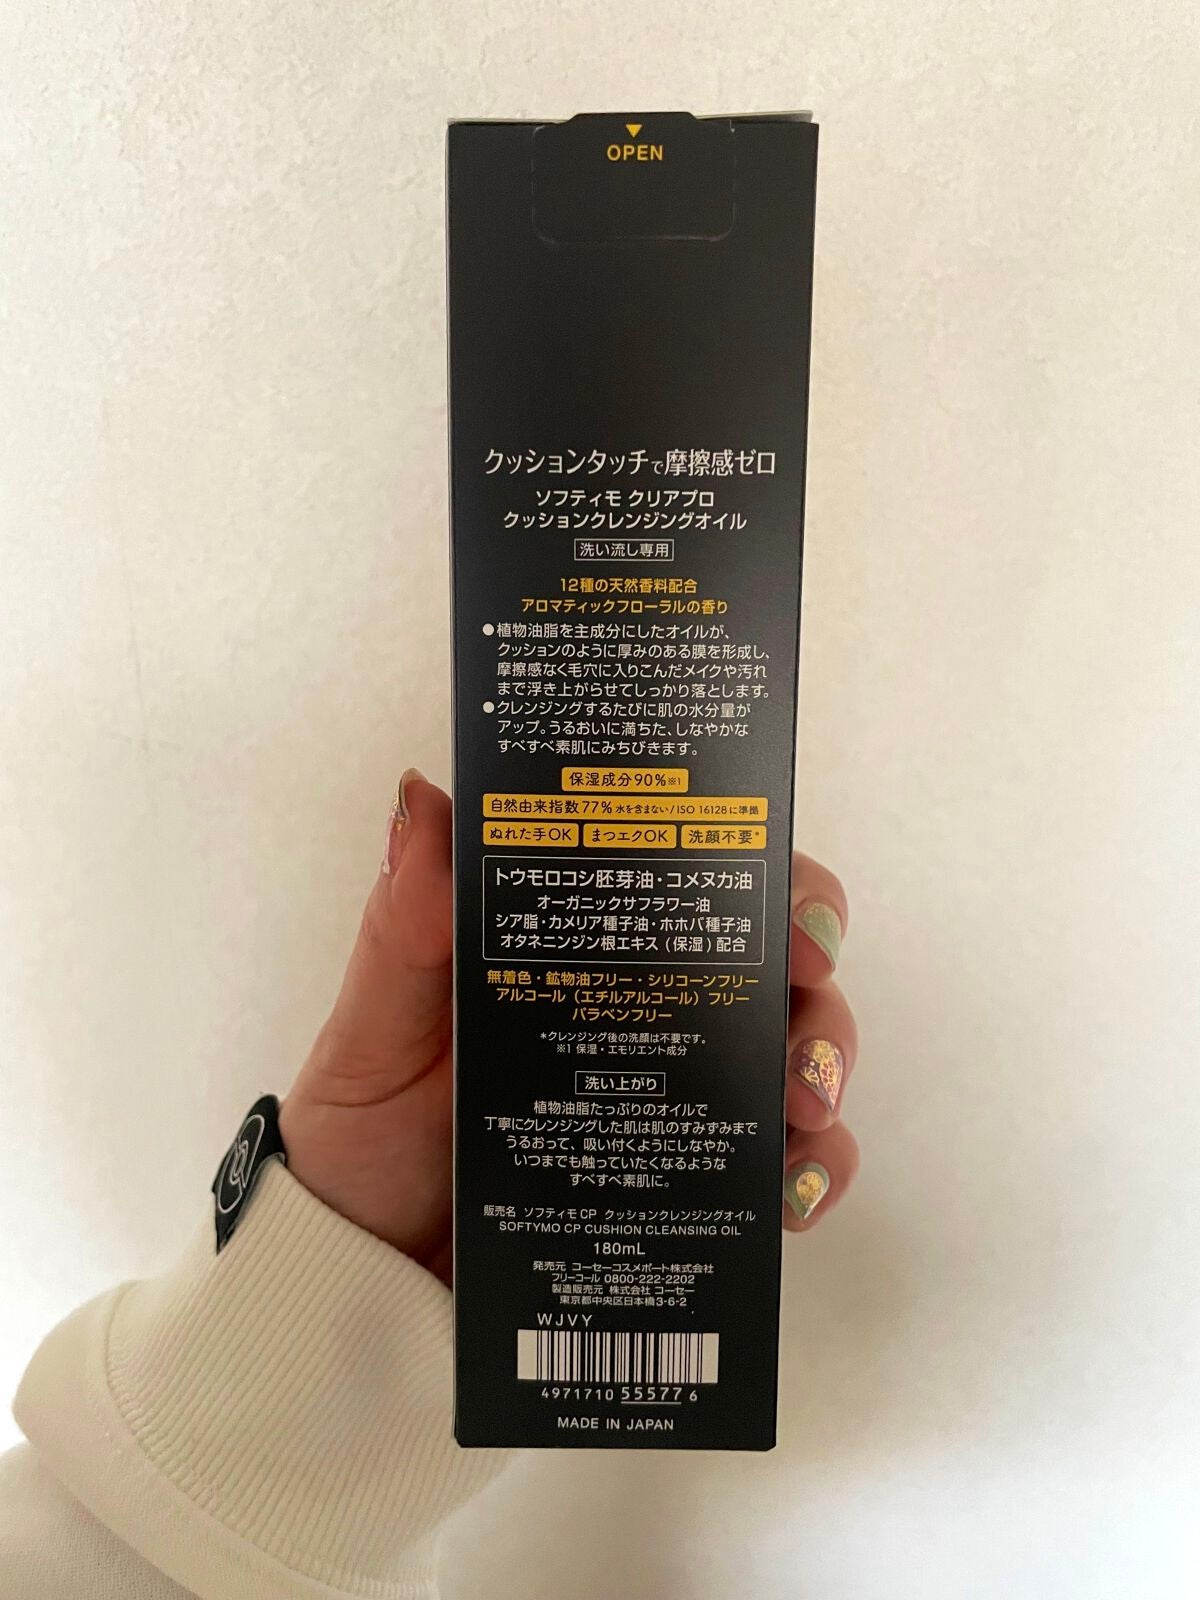 OPEN
クッションタッチで摩擦感ゼロ
ソフティモ クリアプロ
クッションクレンジングオイル
洗い流し専用
12種の天然香料配合
アロマティックフローラルの香り
●植物油脂を主成分にしたオイルが、
クッションのように厚みのある膜を形成し、
摩擦感なく毛穴に入りこんだメイクや汚れ
まで浮き上がらせてしっかり落とします。
●クレンジングするたびに肌の水分量が
アップ。うるおいに満ちた、しなやかな
すべすべ素肌にみちびきます。
保湿成分90%※1
自然由来指数77% 水を含まない/ISO 16128に準拠
ぬれた手OK まつエクOK 洗顔不要*
トウモロコシ胚芽油・コメヌカ油
オーガニックサフラワー油
シア脂・カメリア種子油・ホホバ種子油
オタネニンジン根エキス(保湿)配合
無着色・鉱物油フリー・シリコーンフリー
アルコール（エチルアルコール）フリー
パラベンフリー
*クレンジング後の洗顔は不要です。
※1 保湿・エモリエント成分
洗い上がり
植物油脂たっぷりのオイルで
丁寧にクレンジングした肌は肌のすみずみまで
うるおって、吸い付くようにしなやか。
いつまでも触っていたくなるような
すべすべ素肌に。
販売名 ソフティモ CP クッションクレンジングオイル
SOFTYMO CP CUSHION CLEANSING OIL
180mL
発売元 コーセーコスメポート株式会社
フリーコール 0800-222-2202
製造販売元 株式会社 コーセー
東京都中央区日本橋3-6-2
WJVY
4971710 555776
MADE IN JAPAN